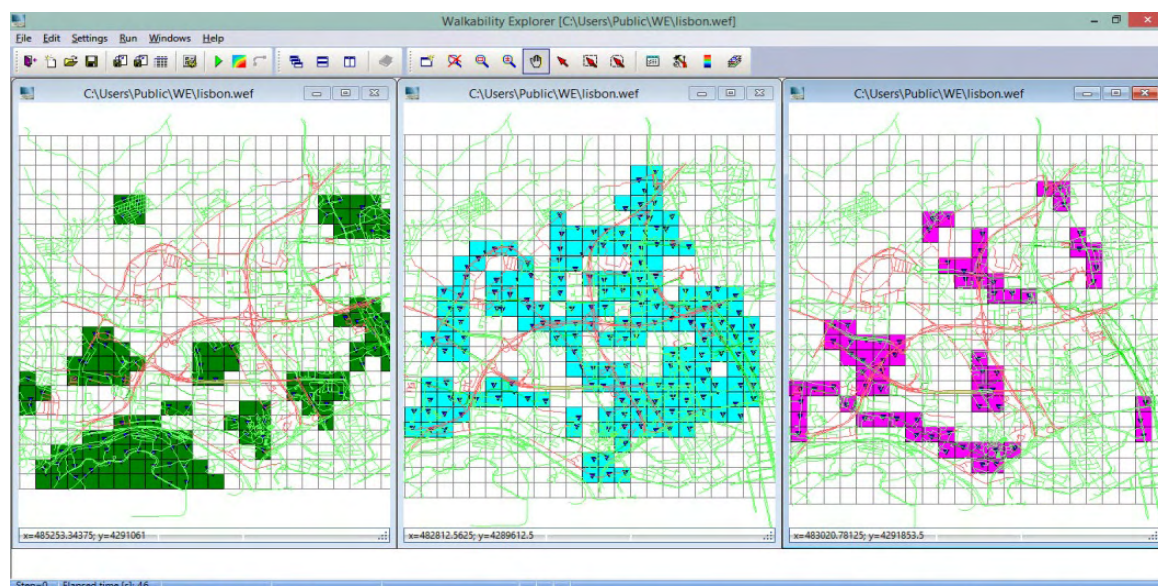 Walkability Explorer [C:\Users\Public\WE\lisbon.wef]
File Edit Settings Run Windows Help
C:\Users\Public\WE\lisbon.wef
C:\Users\Public\WE\lisbon.wef
C:\Users\Public\WE\lisbon.wef
x=485253.34375; y=4291061
x=482812.5625; y=4289612.5
x=483020.78125; y=4291853.5
Step=0 Elapsed time [s]: 46